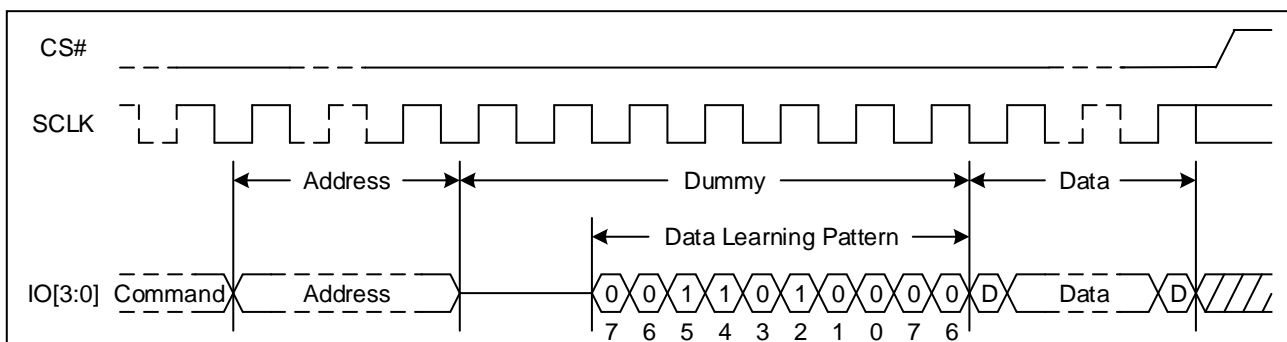 CS#
SCLK
Address Dummy Data
Data Learning Pattern
IO[3:0] Command Address 0 0 1 1 0 1 0 0 0 0 D Data D
7 6 5 4 3 2 1 0 7 6